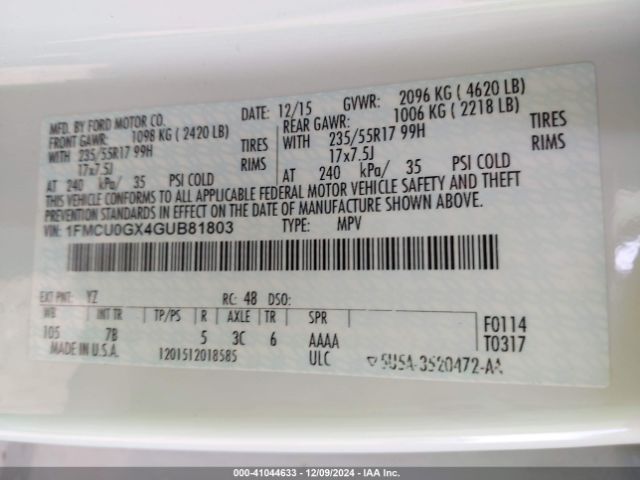 MFD. BY FORD MOTOR CO. DATE: 12/15 GVWR: 2096 KG ( 4620 LB)
FRONT GAWR: 1098 KG ( 2420 LB) REAR GAWR: 1006 KG ( 2218 LB)
WITH 235/55R17 99H TIRES WITH 235/55R17 99H TIRES
17x7.5J RIMS 17x7.5J RIMS
AT 240 kPa/ 35 PSI COLD AT 240 kPa/ 35 PSI COLD
THIS VEHICLE CONFORMS TO ALL APPLICABLE FEDERAL MOTOR VEHICLE SAFETY AND THEFT
PREVENTION STANDARDS IN EFFECT ON THE DATE OF MANUFACTURE SHOWN ABOVE.
VIN: 1FMCU0GX4GUB81803 TYPE: MPV
EXT PNT: YZ RC: 48 DSO:
WB INT TR TP/PS R AXLE TR SPR F0114
105 7B 5 3C 6 AAAA T0317
MADE IN U.S.A. 1201512018585 ULC 5U5A-3520472-AA
000-41044633 - 12/09/2024 - IAA Inc.